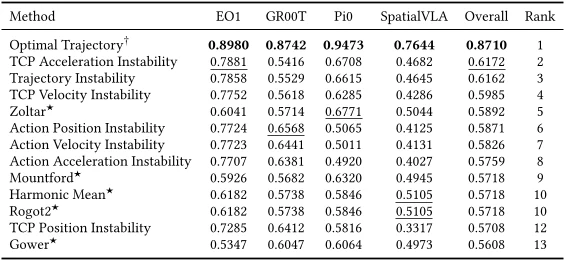 Method EO1 GR00T Pi0 SpatialVLA Overall Rank
Optimal Trajectory† 0.8980 0.8742 0.9473 0.7644 0.8710 1
TCP Acceleration Instability 0.7881 0.5416 0.6708 0.4682 0.6172 2
Trajectory Instability 0.7858 0.5529 0.6615 0.4645 0.6162 3
TCP Velocity Instability 0.7752 0.5618 0.6285 0.4286 0.5985 4
Zoltar★ 0.6041 0.5714 0.6771 0.5044 0.5892 5
Action Position Instability 0.7724 0.6568 0.5065 0.4125 0.5871 6
Action Velocity Instability 0.7723 0.6441 0.5011 0.4131 0.5826 7
Action Acceleration Instability 0.7707 0.6381 0.4920 0.4027 0.5759 8
Mountford★ 0.5926 0.5682 0.6320 0.4945 0.5718 9
Harmonic Mean★ 0.6182 0.5738 0.5846 0.5105 0.5718 10
Rogot2★ 0.6182 0.5738 0.5846 0.5105 0.5718 10
TCP Position Instability 0.7285 0.6412 0.5816 0.3317 0.5708 12
Gower★ 0.5347 0.6047 0.6064 0.4973 0.5608 13